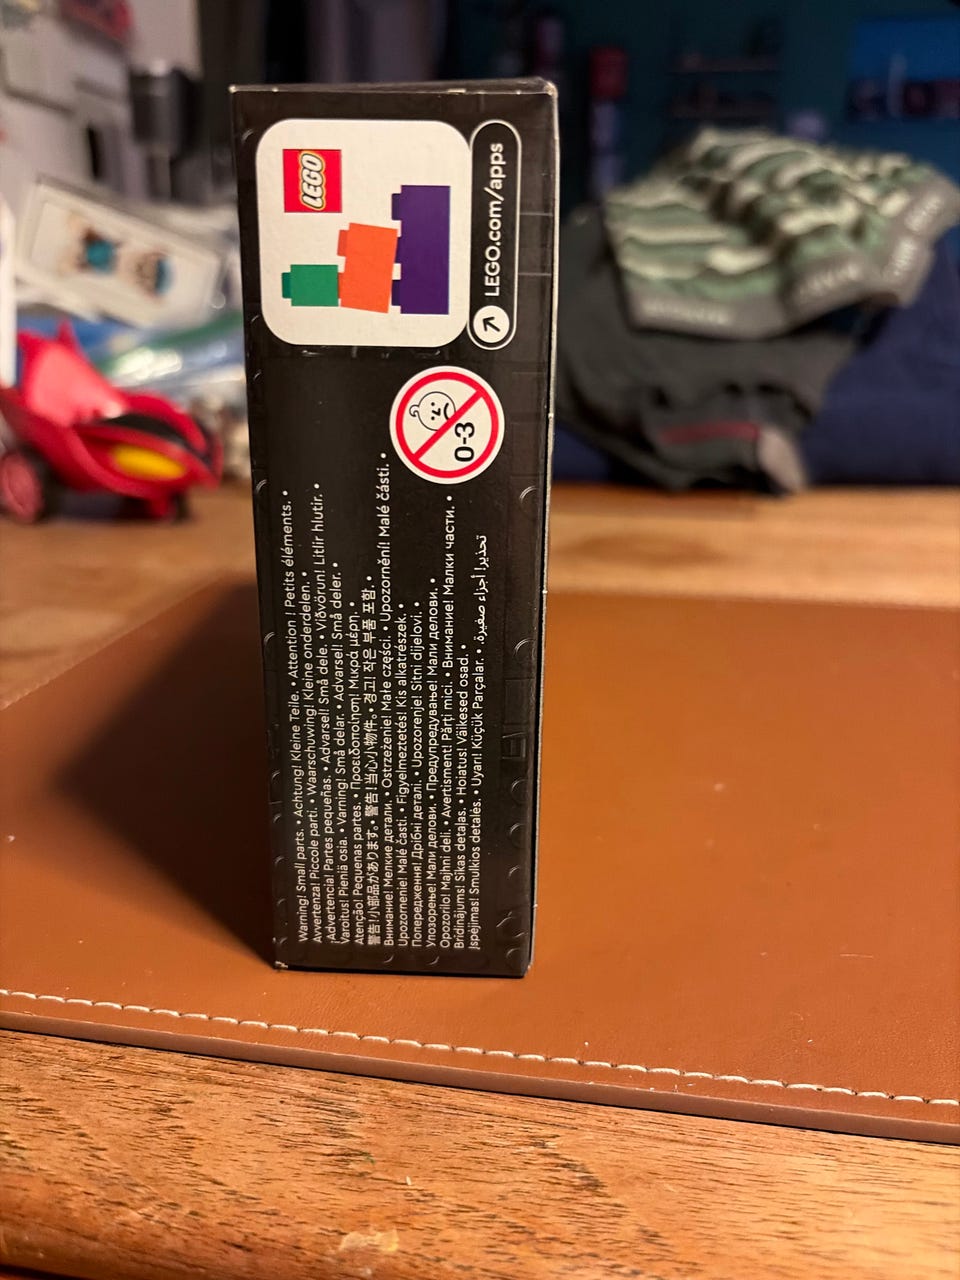 LEGO
LEGO.com/apps
0-3
Warning! Small parts. • Achtung! Kleine Teile. • Attention ! Petits éléments. •
Avvertenza! Piccole parti. • Waarschuwing! Kleine onderdelen. •
¡Advertencia! Partes pequeñas. • Advarsel! Små dele. • Viðvörun! Litlir hlutir. •
Varoitus! Pieniä osia. • Varning! Små delar. • Advarsel! Små deler. •
Atenção! Pequenas partes. • Προειδοποίηση! Μικρά μέρη. •
警告!小部品があります。• 警告!当心小物件。• 경고! 작은 부품 포함. •
Внимание! Мелкие детали. • Ostrzeżenie! Małe części. • Upozornění! Malé části. •
Upozornenie! Malé časti. • Figyelmeztetés! Kis alkatrészek. •
Попередження! Дрібні деталі. • Upozorenje! Sitni dijelovi. •
Упозорење! Мали делови. • Предупредување! Мали делови. •
Opozorilo! Majhni deli. • Avertisment! Părți mici. • Внимание! Малки части. •
Brīdinājums! Sīkas detaļas. • Hoiatus! Väikesed osad. •
Įspėjimas! Smulkios detalės. • Uyarı! Küçük Parçalar. • تحذير! أجزاء صغيرة.